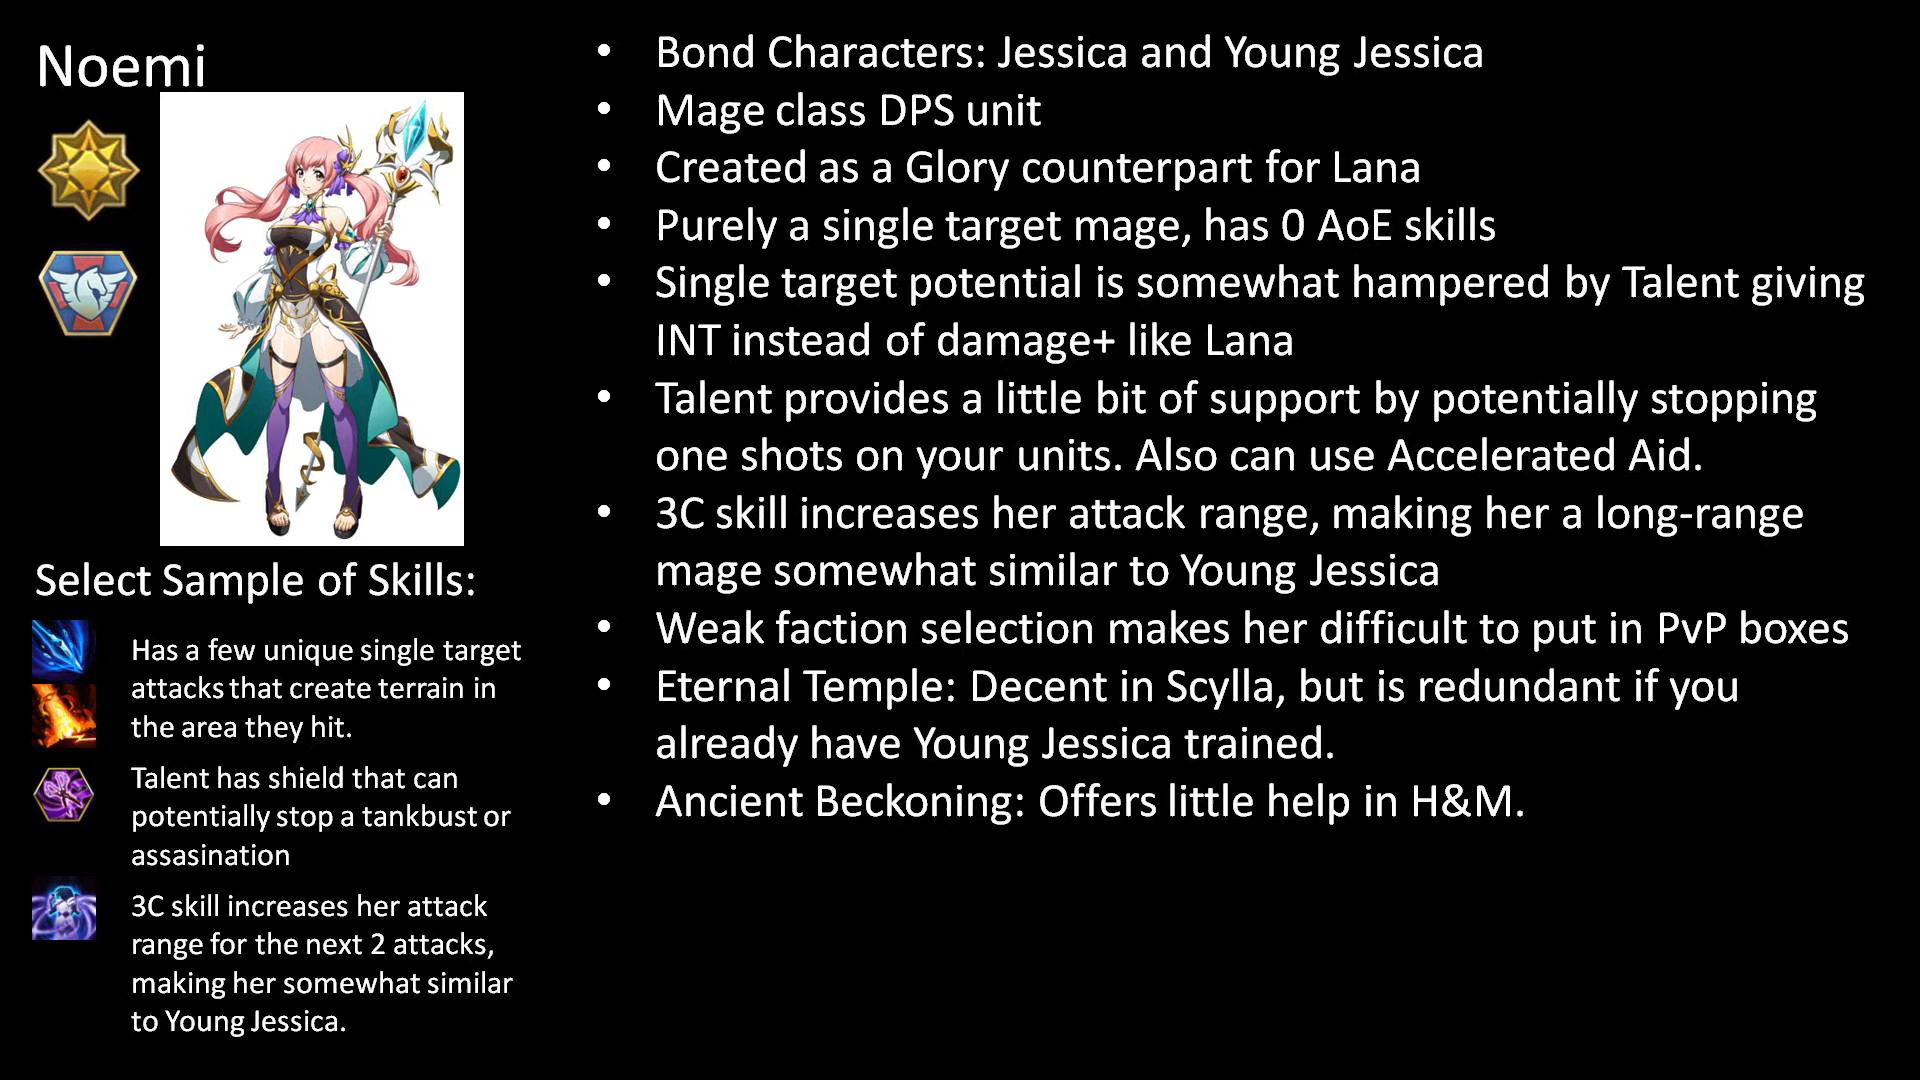 Noemi
Select Sample of Skills:
Has a few unique single target
attacks that create terrain in
the area they hit.
Talent has shield that can
potentially stop a tankbust or
assasination
3C skill increases her attack
range for the next 2 attacks,
making her somewhat similar
to Young Jessica.
• Bond Characters: Jessica and Young Jessica
• Mage class DPS unit
• Created as a Glory counterpart for Lana
• Purely a single target mage, has 0 AoE skills
• Single target potential is somewhat hampered by Talent giving
INT instead of damage+ like Lana
• Talent provides a little bit of support by potentially stopping
one shots on your units. Also can use Accelerated Aid.
• 3C skill increases her attack range, making her a long-range
mage somewhat similar to Young Jessica
• Weak faction selection makes her difficult to put in PvP boxes
• Eternal Temple: Decent in Scylla, but is redundant if you
already have Young Jessica trained.
• Ancient Beckoning: Offers little help in H&M.